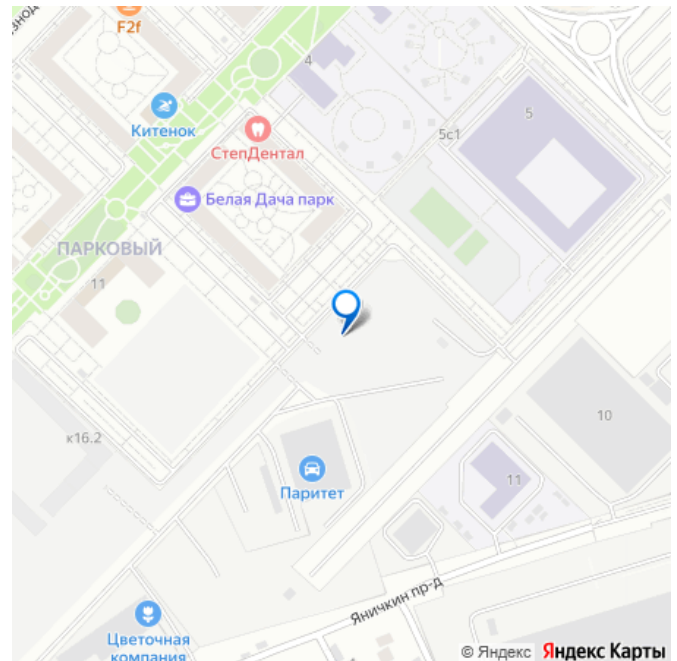 F2f
4
5
5с1
Китенок
СтепДентал
Белая Дача парк
ПАРКОВЫЙ
11
к16.2
10
11
Паритет
Яничкин пр-д
Цветочная
компания
© Яндекс Яндекс Карты